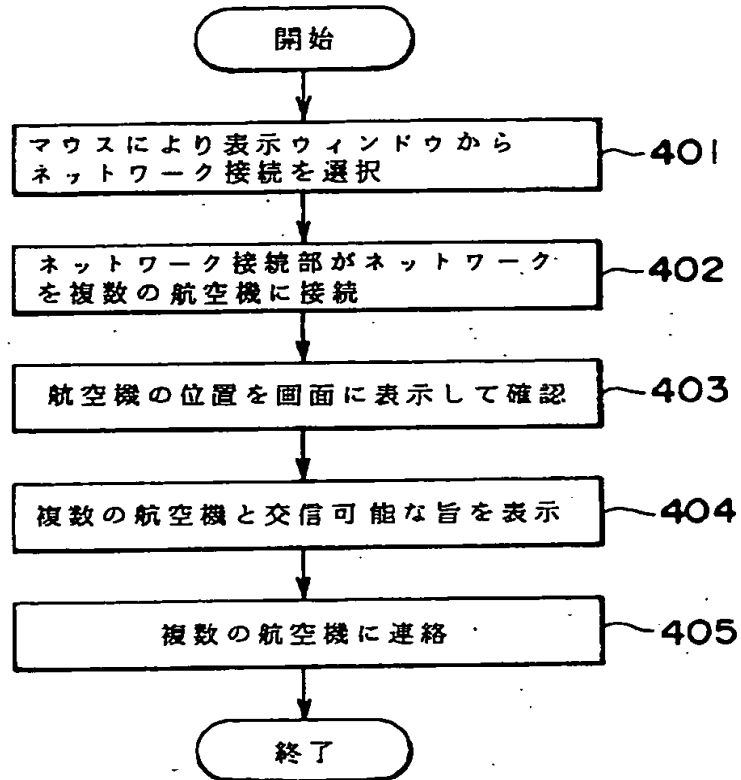 開始
マウスにより表示ウィンドウから
ネットワーク接続を選択
401
ネットワーク接続部がネットワーク
を複数の航空機に接続
402
航空機の位置を画面に表示して確認
403
複数の航空機と交信可能な旨を表示
404
複数の航空機に連絡
405
終了